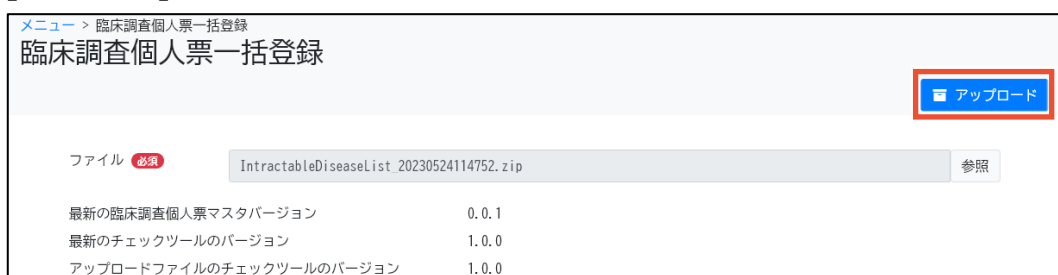 メニュー > 臨床調査個人票一括登録
臨床調査個人票一括登録
アップロード
ファイル 必須 IntractableDiseaseList_20230524114752.zip 参照
最新の臨床調査個人票マスタバージョン 0.0.1
最新のチェックツールのバージョン 1.0.0
アップロードファイルのチェックツールのバージョン 1.0.0